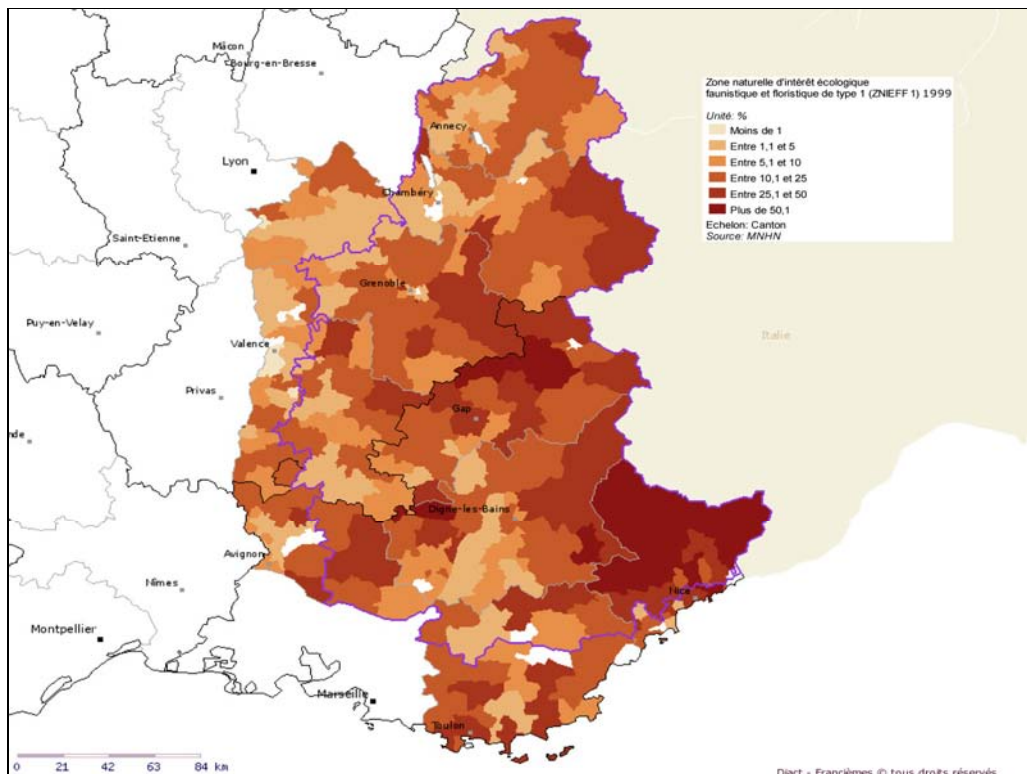 Mâcon
Bourg-en-Bresse
Annecy
Lyon
Chambéry
Saint-Etienne
Grenoble
Puy-en-Velay
Valence
Privas
Gap
nde
Digne-les-Bains
Avignon
Nîmes
Nice
Montpellier
Marseille
Toulon
Italie
Zone naturelle d'intérêt écologique
faunistique et floristique de type 1 (ZNIEFF 1) 1999
Unité: %
Moins de 1
Entre 1,1 et 5
Entre 5,1 et 10
Entre 10,1 et 25
Entre 25,1 et 50
Plus de 50,1
Echelon: Canton
Source: MNHN
0 21 42 63 84 km
Diact - Francièmes © tous droits réservés